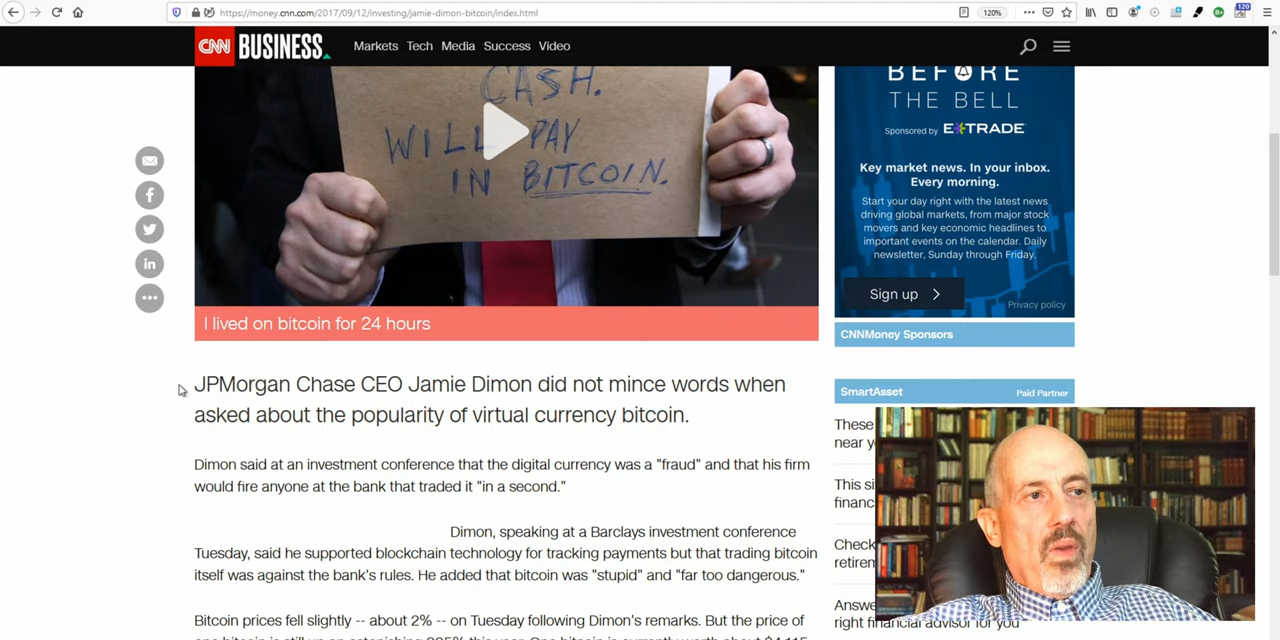 https://money.cnn.com/2017/09/12/investing/jamie-dimon-bitcoin/index.html
120%
120
CNN BUSINESS
Markets Tech Media Success Video
CASH.
WILL PAY
IN BITCOIN.
I lived on bitcoin for 24 hours
JPMorgan Chase CEO Jamie Dimon did not mince words when
asked about the popularity of virtual currency bitcoin.
Dimon said at an investment conference that the digital currency was a "fraud" and that his firm
would fire anyone at the bank that traded it "in a second."
Dimon, speaking at a Barclays investment conference
Tuesday, said he supported blockchain technology for tracking payments but that trading bitcoin
itself was against the bank's rules. He added that bitcoin was "stupid" and "far too dangerous."
Bitcoin prices fell slightly -- about 2% -- on Tuesday following Dimon's remarks. But the price of
BEFORE
THE BELL
Sponsored by E*TRADE
Key market news. In your inbox.
Every morning.
Start your day right with the latest news
driving global markets, from major stock
movers and key economic headlines to
important events on the calendar. Daily
newsletter, Sunday through Friday.
Sign up
Privacy policy
CNNMoney Sponsors
SmartAsset Paid Partner
These
near
This
Check
Answe
right financial advisor for you